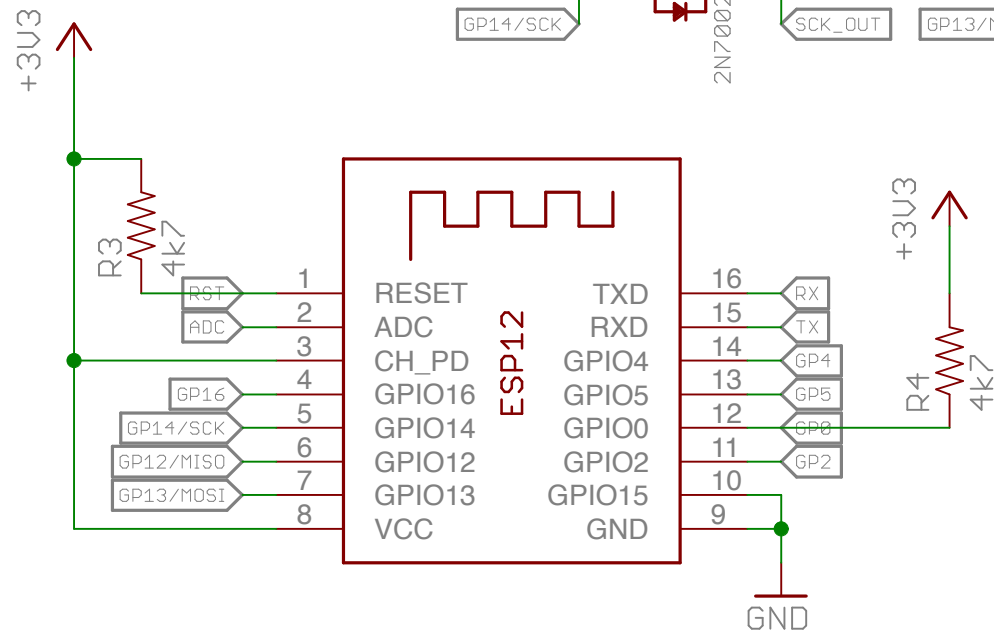 +3V3
GP14/SCK
2N7002
SCK_OUT
GP13/M
R3
4k7
+3V3
RST
1
RESET
TXD
16
RX
ADC
2
ADC
RXD
15
TX
3
CH_PD
GPIO4
14
GP4
GP16
4
GPIO16
GPIO5
13
GP5
GP14/SCK
5
GPIO14
GPIO0
12
GP0
GP12/MISO
6
GPIO12
GPIO2
11
GP2
GP13/MOSI
7
GPIO13
GPIO15
10
8
VCC
GND
9
ESP12
R4
4k7
GND